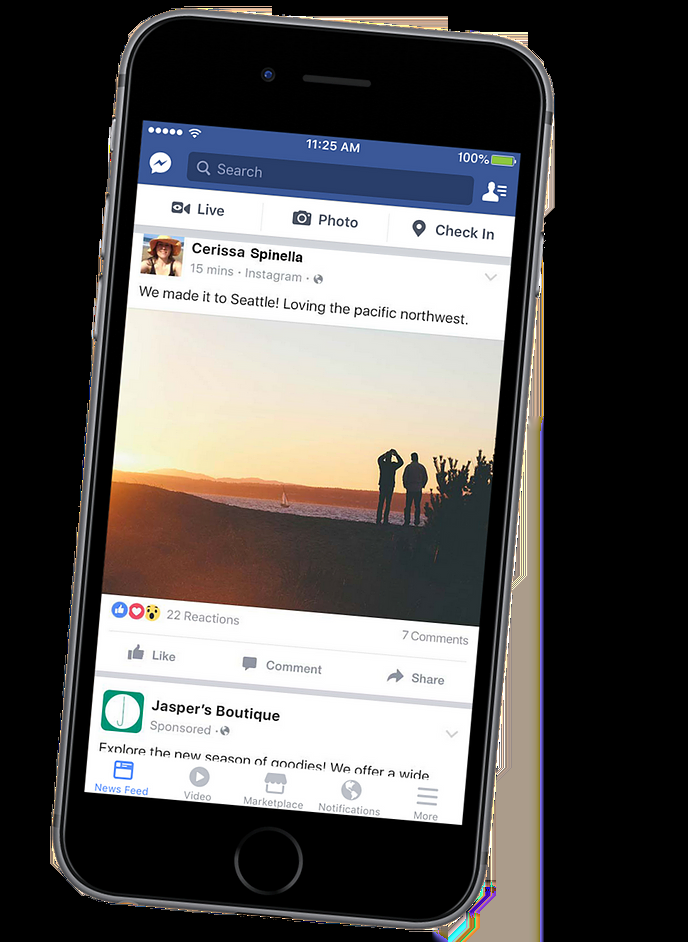 11:25 AM
100%
Search
Live
Photo
Check In
Cerissa Spinella
15 mins · Instagram ·
We made it to Seattle! Loving the pacific northwest.
22 Reactions
7 Comments
Like
Comment
Share
Jasper's Boutique
Sponsored ·
Explore the new season of goodies! We offer a wide
News Feed
Video
Marketplace
Notifications
More